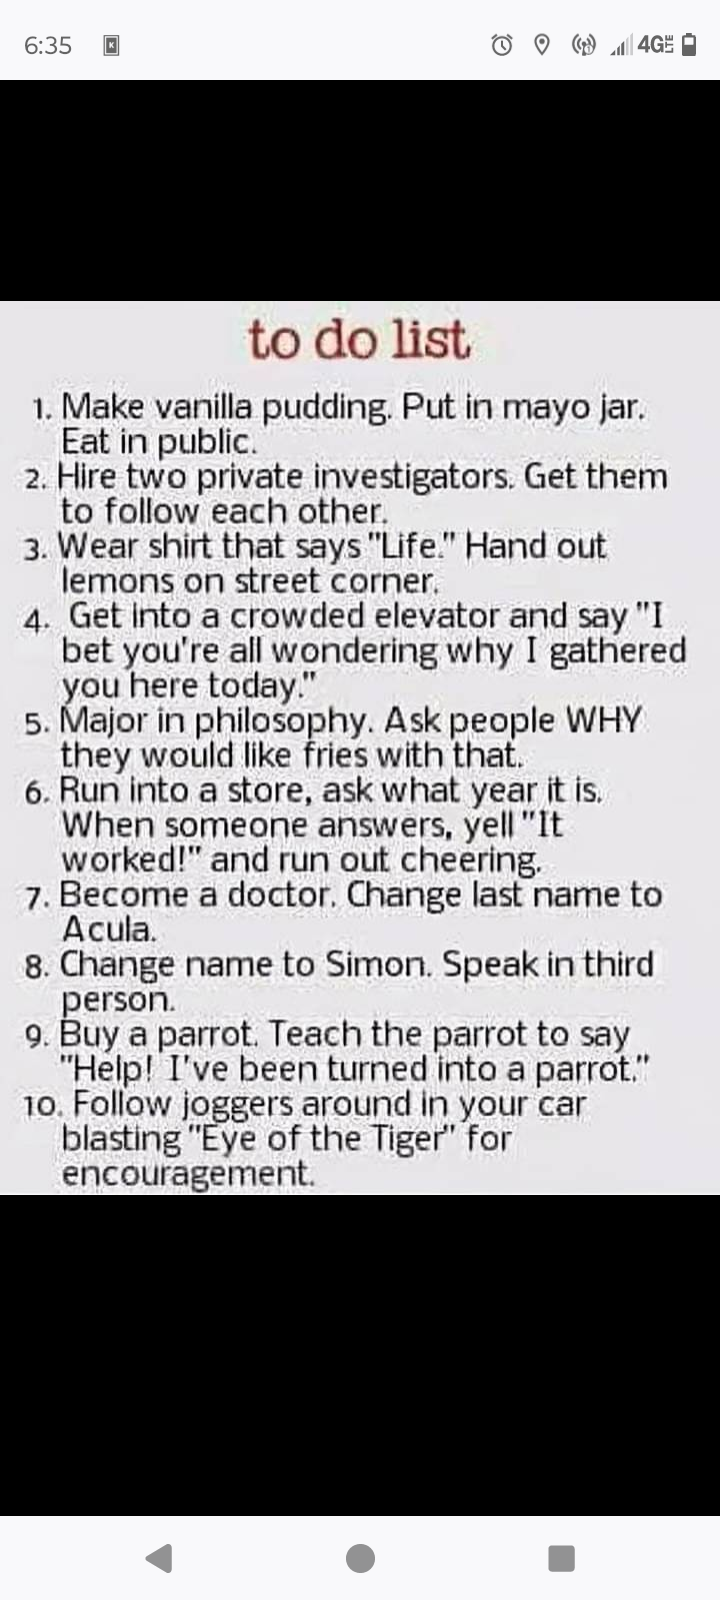 6:35
4G LTE
to do list
1. Make vanilla pudding. Put in mayo jar.
Eat in public.
2. Hire two private investigators. Get them
to follow each other.
3. Wear shirt that says "Life." Hand out
lemons on street corner.
4. Get into a crowded elevator and say "I
bet you're all wondering why I gathered
you here today."
5. Major in philosophy. Ask people WHY
they would like fries with that.
6. Run into a store, ask what year it is.
When someone answers, yell "It
worked!" and run out cheering.
7. Become a doctor. Change last name to
Acula.
8. Change name to Simon. Speak in third
person.
9. Buy a parrot. Teach the parrot to say
"Help! I've been turned into a parrot."
10. Follow joggers around in your car
blasting "Eye of the Tiger" for
encouragement.